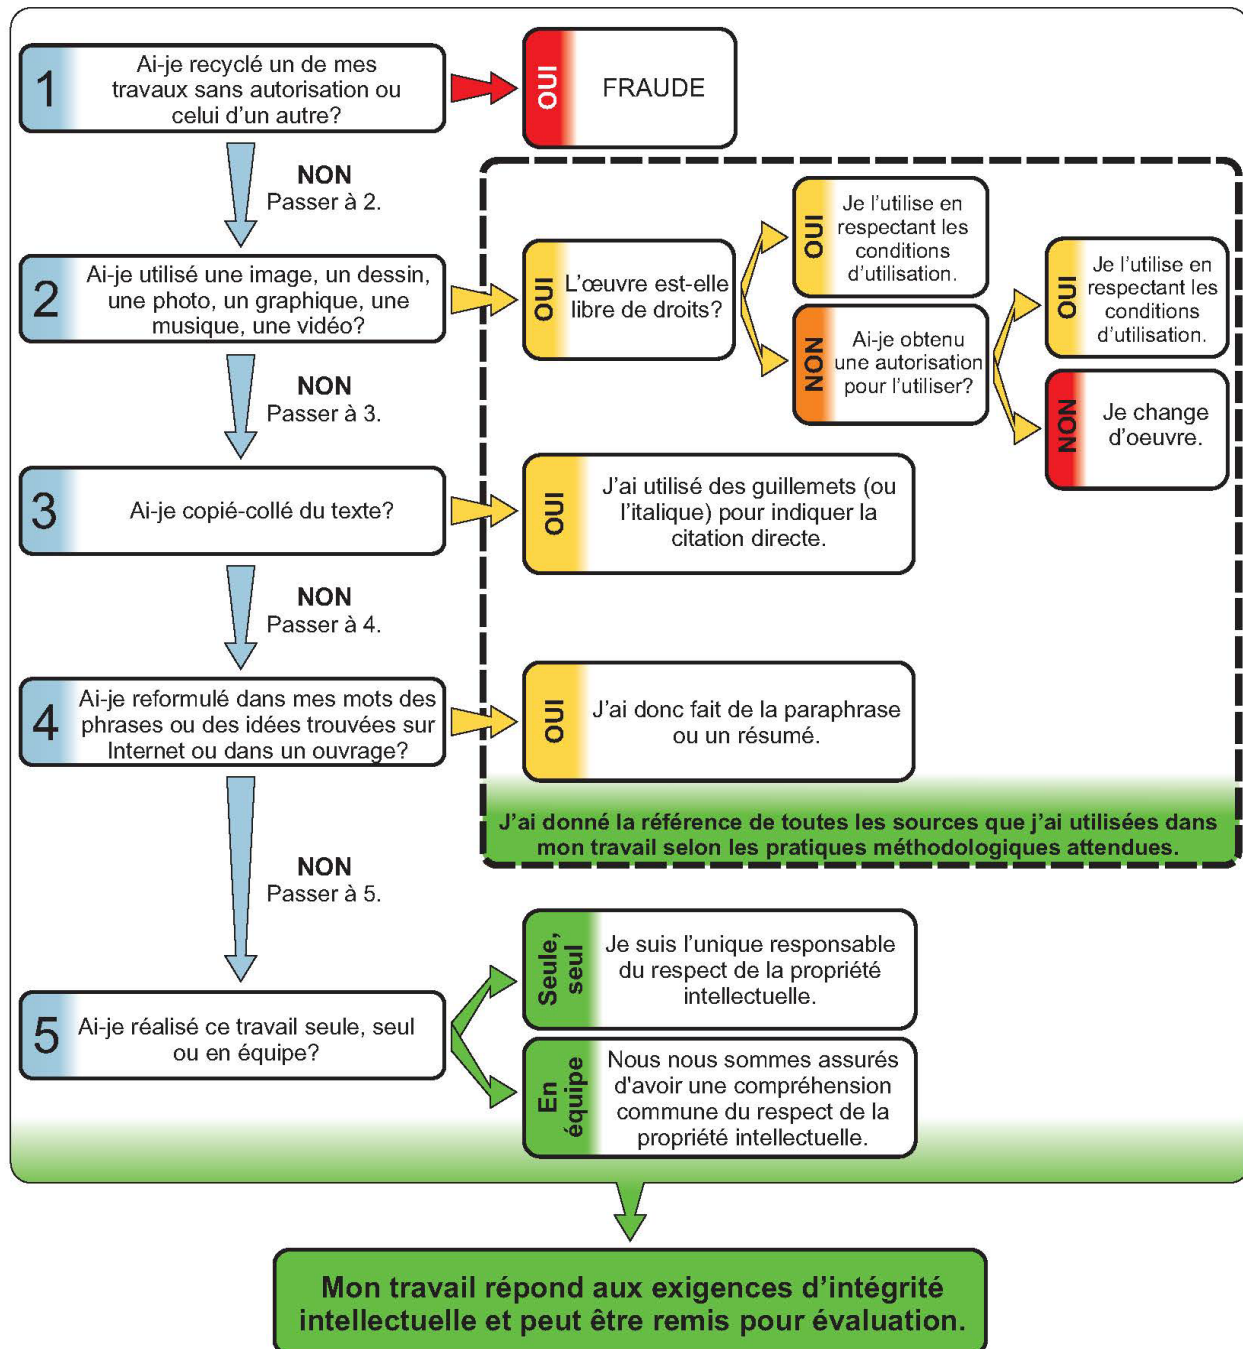 1
Ai-je recyclé un de mes
travaux sans autorisation ou
celui d'un autre?
OUI
FRAUDE
NON
Passer à 2.
2
Ai-je utilisé une image, un dessin,
une photo, un graphique, une
musique, une vidéo?
OUI
L'œuvre est-elle
libre de droits?
OUI
Je l'utilise en
respectant les
conditions
d'utilisation.
NON
Ai-je obtenu
une autorisation
pour l'utiliser?
OUI
Je l'utilise en
respectant les
conditions
d'utilisation.
NON
Je change
d'oeuvre.
NON
Passer à 3.
3
Ai-je copié-collé du texte?
OUI
J'ai utilisé des guillemets (ou
l'italique) pour indiquer la
citation directe.
NON
Passer à 4.
4
Ai-je reformulé dans mes mots des
phrases ou des idées trouvées sur
Internet ou dans un ouvrage?
OUI
J'ai donc fait de la paraphrase
ou un résumé.
J'ai donné la référence de toutes les sources que j'ai utilisées dans
mon travail selon les pratiques méthodologiques attendues.
NON
Passer à 5.
5
Ai-je réalisé ce travail seule, seul
ou en équipe?
Seule,
seul
Je suis l'unique responsable
du respect de la propriété
intellectuelle.
En
équipe
Nous nous sommes assurés
d'avoir une compréhension
commune du respect de la
propriété intellectuelle.
Mon travail répond aux exigences d'intégrité
intellectuelle et peut être remis pour évaluation.